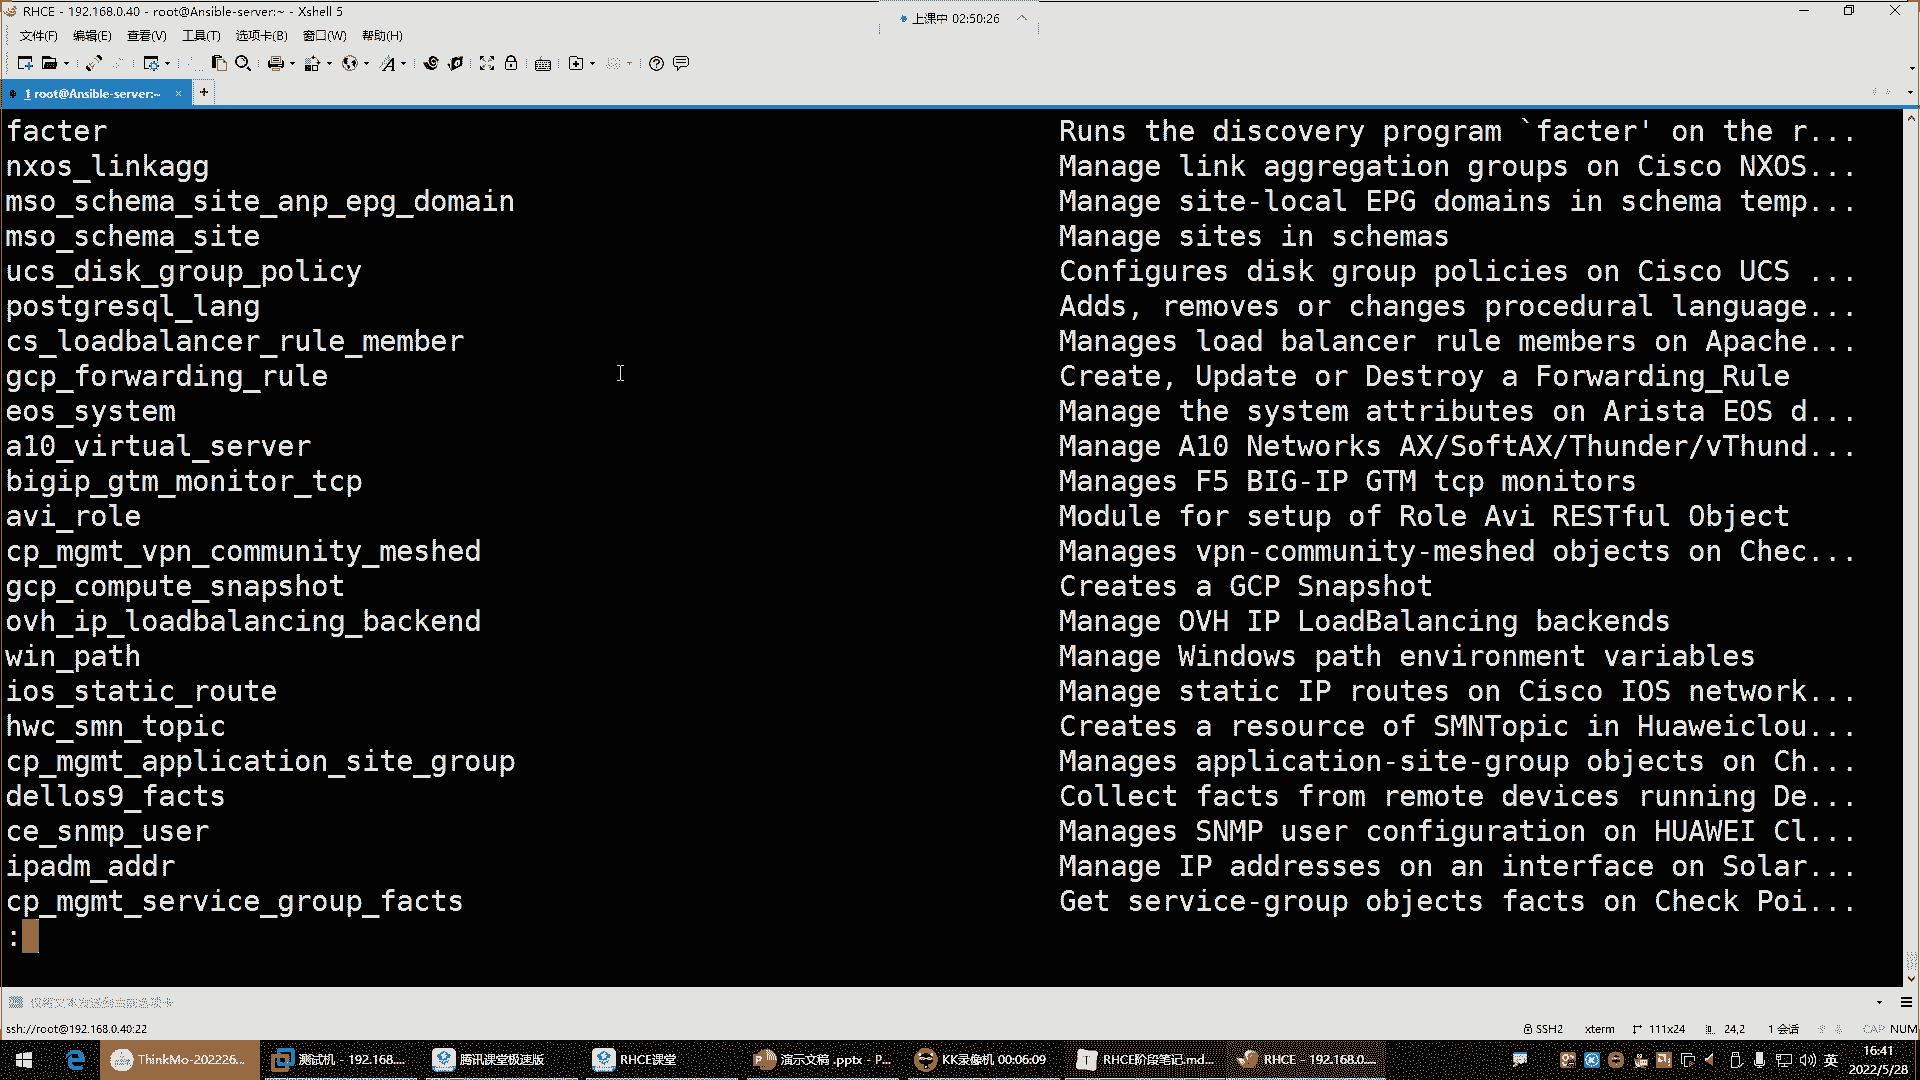 RHCE - 192.168.0.40 - root@Ansible-server:~ - Xshell 5
上课中 02:50:26
文件(F) 编辑(E) 查看(V) 工具(T) 选项卡(B) 窗口(W) 帮助(H)
1 root@Ansible-server:~
facter Runs the discovery program `facter' on the r...
nxos_linkagg Manage link aggregation groups on Cisco NXOS...
mso_schema_site_anp_epg_domain Manage site-local EPG domains in schema temp...
mso_schema_site Manage sites in schemas
ucs_disk_group_policy Configures disk group policies on Cisco UCS ...
postgresql_lang Adds, removes or changes procedural language...
cs_loadbalancer_rule_member Manages load balancer rule members on Apache...
gcp_forwarding_rule Create, Update or Destroy a Forwarding_Rule
eos_system Manage the system attributes on Arista EOS d...
a10_virtual_server Manage A10 Networks AX/SoftAX/Thunder/vThund...
bigip_gtm_monitor_tcp Manages F5 BIG-IP GTM tcp monitors
avi_role Module for setup of Role Avi RESTful Object
cp_mgmt_vpn_community_meshed Manages vpn-community-meshed objects on Chec...
gcp_compute_snapshot Creates a GCP Snapshot
ovh_ip_loadbalancing_backend Manage OVH IP LoadBalancing backends
win_path Manage Windows path environment variables
ios_static_route Manage static IP routes on Cisco IOS network...
hwc_smn_topic Creates a resource of SMNTopic in Huaweiclou...
cp_mgmt_application_site_group Manages application-site-group objects on Ch...
dellos9_facts Collect facts from remote devices running De...
ce_snmp_user Manages SNMP user configuration on HUAWEI Cl...
ipadm_addr Manage IP addresses on an interface on Solar...
cp_mgmt_service_group_facts Get service-group objects facts on Check Poi...
:
仅将文本发送到当前选项卡
ssh://root@192.168.0.40:22 SSH2 xterm 111x24 24,2 1 会话 CAP NUM
ThinkMo-202226... 测试机 - 192.168.... 腾讯课堂极速版 RHCE课堂 演示文稿 .pptx - P... KK录像机 00:06:09 RHCE阶段笔记.md... RHCE - 192.168.0.... 英 16:41
2022/5/28